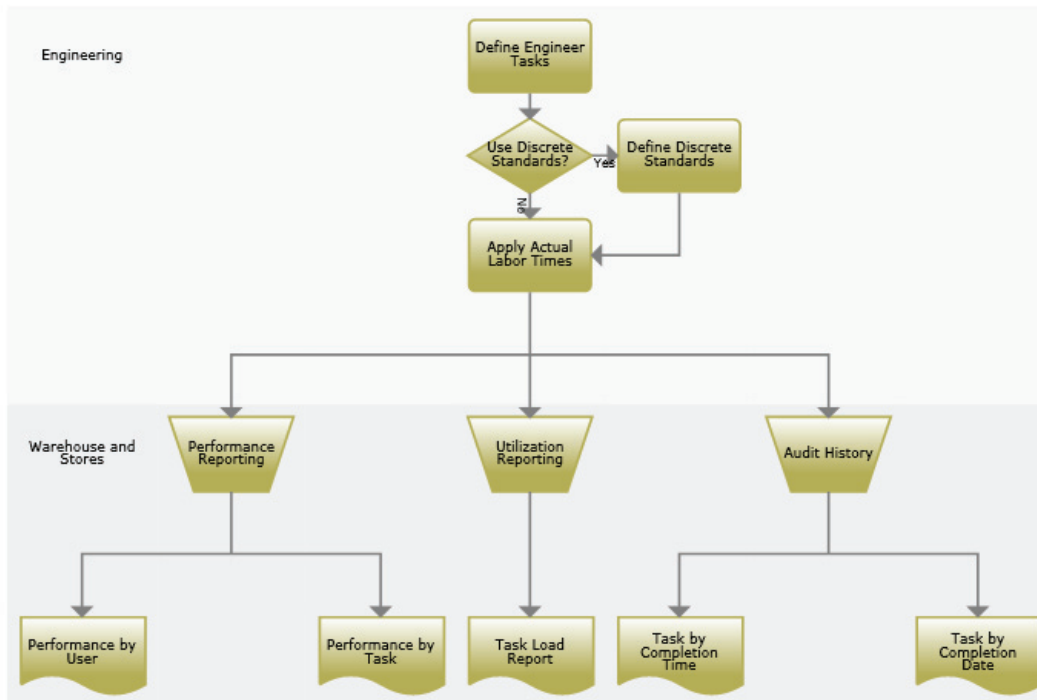 Engineering
Define Engineer
Tasks
Use Discrete
Standards?
Yes
Define Discrete
Standards
No
Apply Actual
Labor Times
Warehouse and
Stores
Performance
Reporting
Utilization
Reporting
Audit History
Performance by
User
Performance by
Task
Task Load
Report
Task by
Completion
Time
Task by
Completion
Date